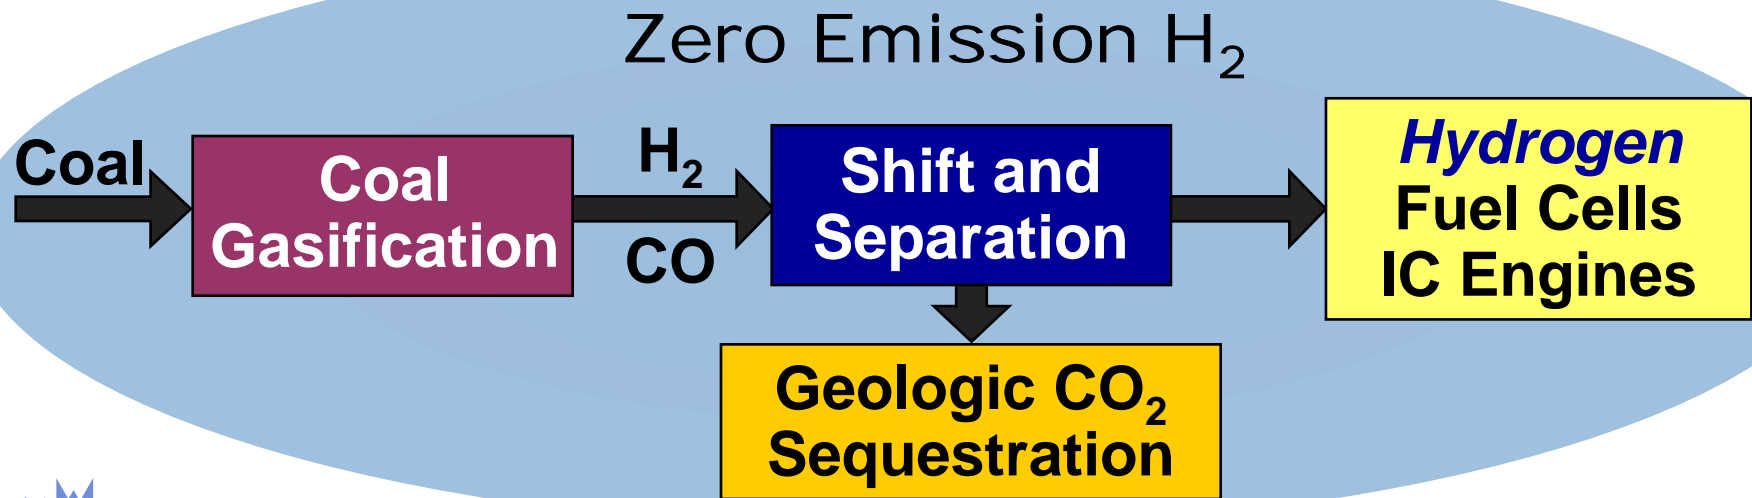 Zero Emission H₂
Coal
Coal
Gasification
H₂
CO
Shift and
Separation
Hydrogen
Fuel Cells
IC Engines
Geologic CO₂
Sequestration